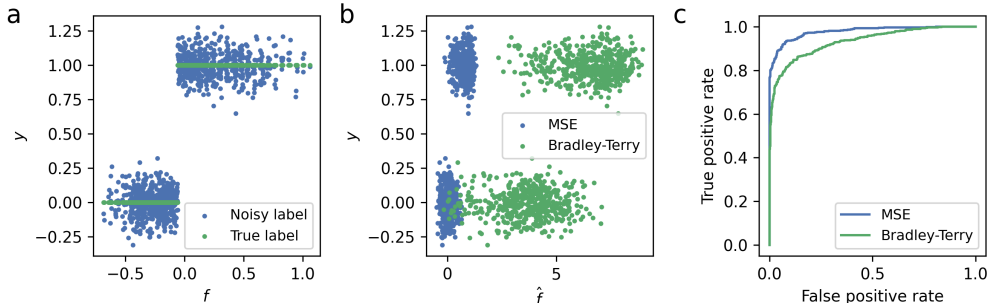 a
1.25
1.00
0.75
0.50
0.25
0.00
−0.25
y
−0.5
0.0
0.5
1.0
f
Noisy label
True label
b
1.25
1.00
0.75
0.50
0.25
0.00
−0.25
y
0
5
f̂
MSE
Bradley-Terry
c
1.0
0.8
0.6
0.4
0.2
0.0
True positive rate
0.0
0.5
1.0
False positive rate
MSE
Bradley-Terry